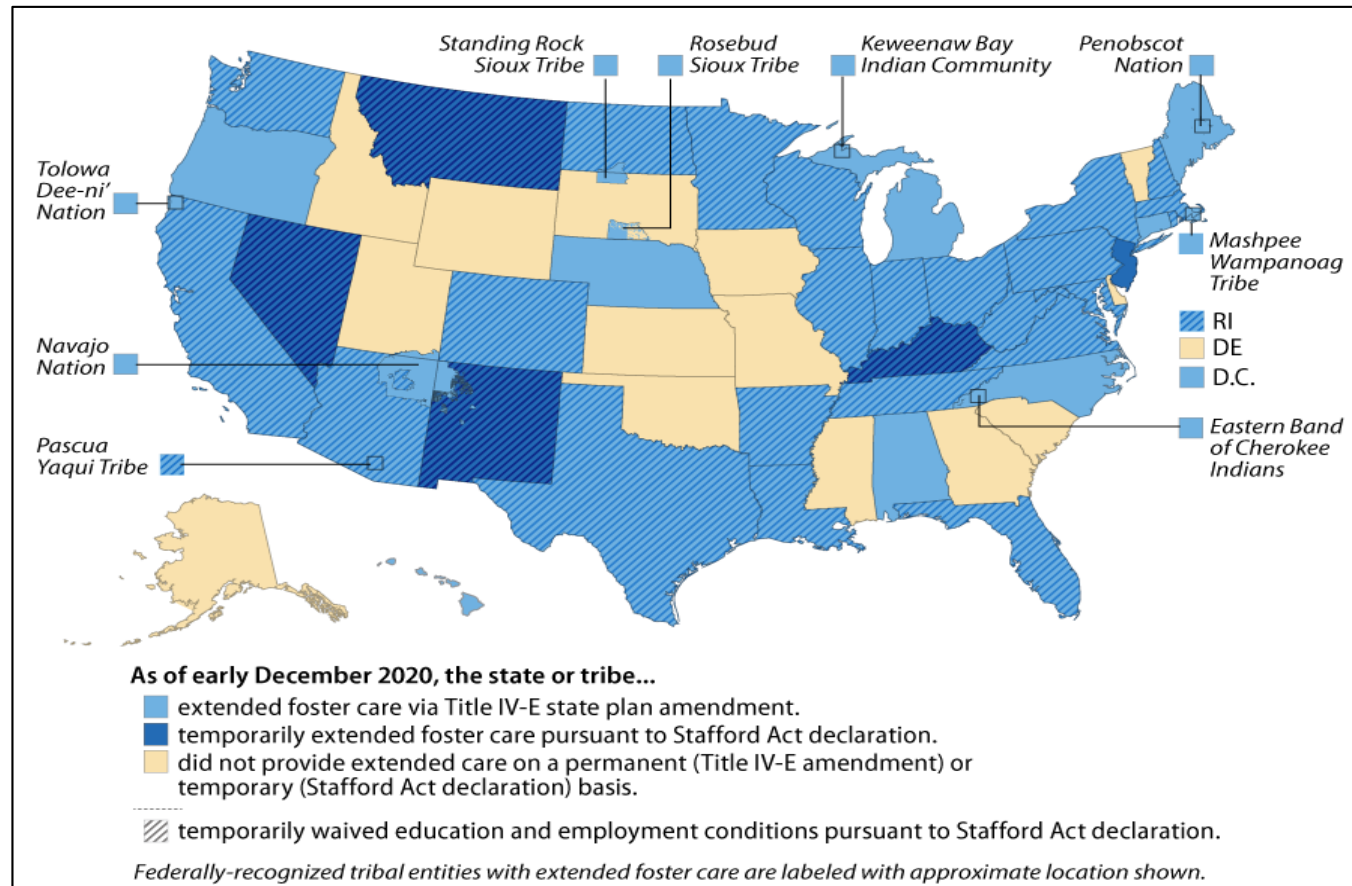 Standing Rock
Sioux Tribe
Rosebud
Sioux Tribe
Keweenaw Bay
Indian Community
Penobscot
Nation
Tolowa
Dee-ni’
Nation
Mashpee
Wampanoag
Tribe
RI
DE
D.C.
Navajo
Nation
Eastern Band
of Cherokee
Indians
Pascua
Yaqui Tribe
As of early December 2020, the state or tribe...
extended foster care via Title IV-E state plan amendment.
temporarily extended foster care pursuant to Stafford Act declaration.
did not provide extended care on a permanent (Title IV-E amendment) or
temporary (Stafford Act declaration) basis.
temporarily waived education and employment conditions pursuant to Stafford Act declaration.
Federally-recognized tribal entities with extended foster care are labeled with approximate location shown.